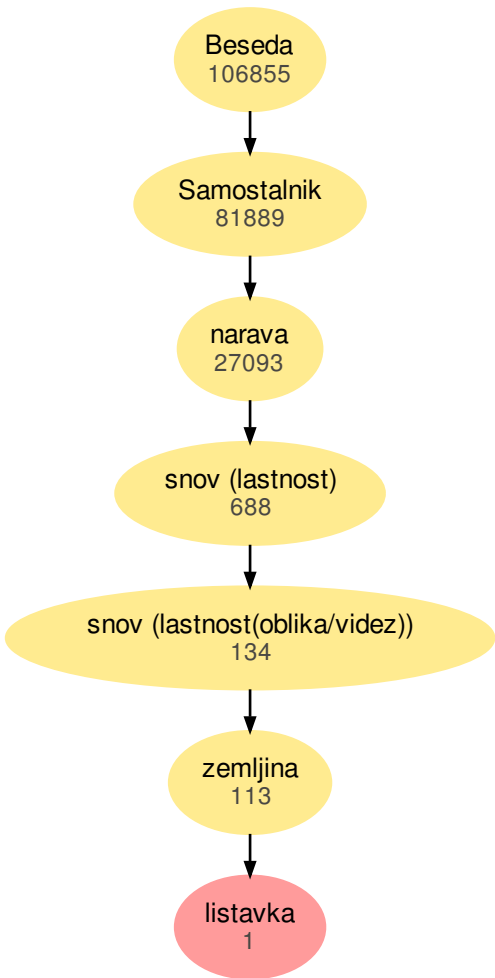 Beseda
106855
Samostalnik
81889
narava
27093
snov (lastnost)
688
snov (lastnost(oblika/videz))
134
zemljina
113
listavka
1